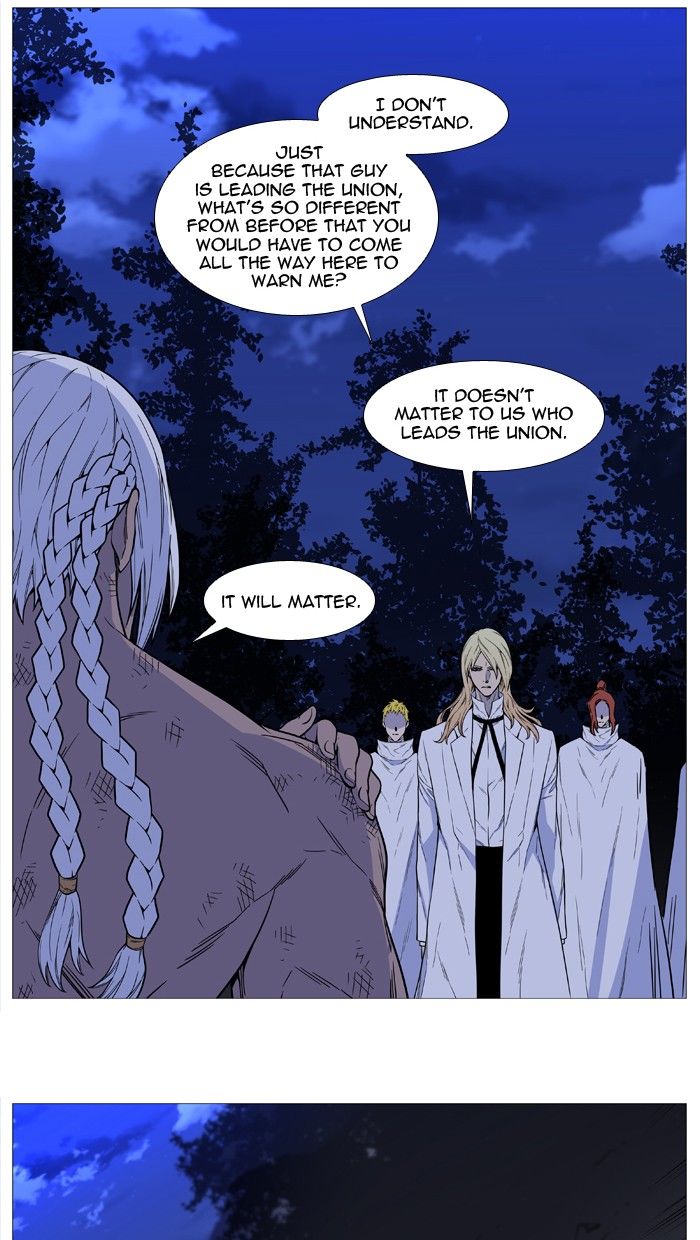 I DON'T
UNDERSTAND.
JUST
BECAUSE THAT GUY
IS LEADING THE UNION,
WHAT'S SO DIFFERENT
FROM BEFORE THAT YOU
WOULD HAVE TO COME
ALL THE WAY HERE TO
WARN ME?
IT DOESN'T
MATTER TO US WHO
LEADS THE UNION.
IT WILL MATTER.